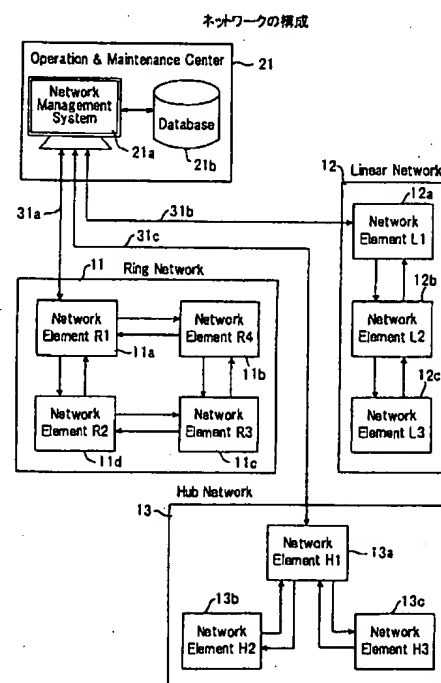 ネットワークの構成
Operation & Maintenance Center
21
Network
Management
System
21a
Database
21b
31a
31b
31c
12
Linear Network
12a
Network
Element L1
12b
Network
Element L2
12c
Network
Element L3
11
Ring Network
Network
Element R1
11a
Network
Element R4
11b
Network
Element R2
11d
Network
Element R3
11c
Hub Network
13
Network
Element H1
13a
13b
Network
Element H2
13c
Network
Element H3